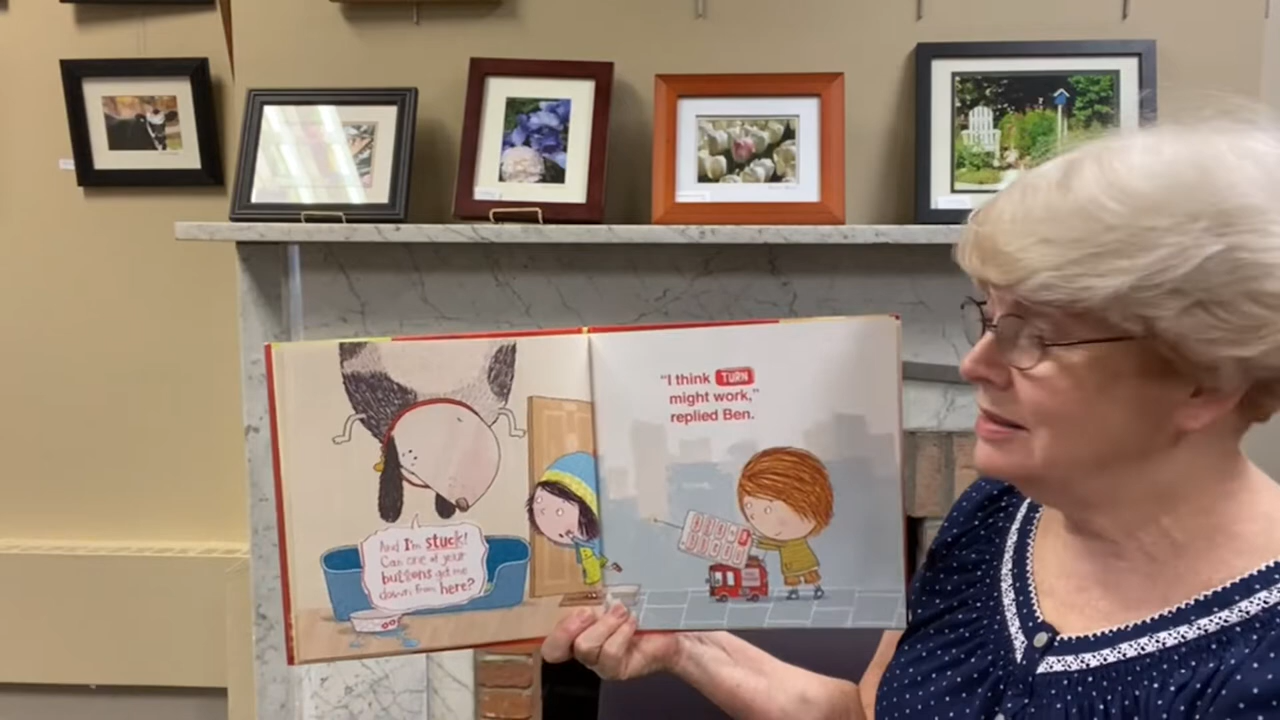 And I'm stuck!
Can one of your
buttons get me
down from here?
"I think TURN
might work,"
replied Ben.